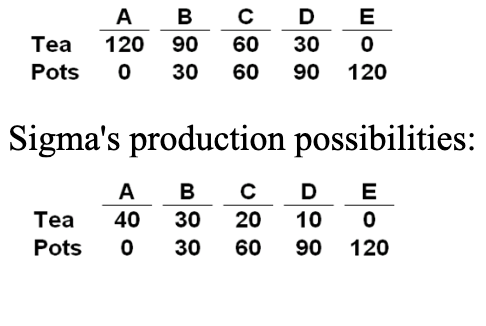 A B C D E
Tea 120 90 60 30 0
Pots 0 30 60 90 120
Sigma's production possibilities:
A B C D E
Tea 40 30 20 10 0
Pots 0 30 60 90 120